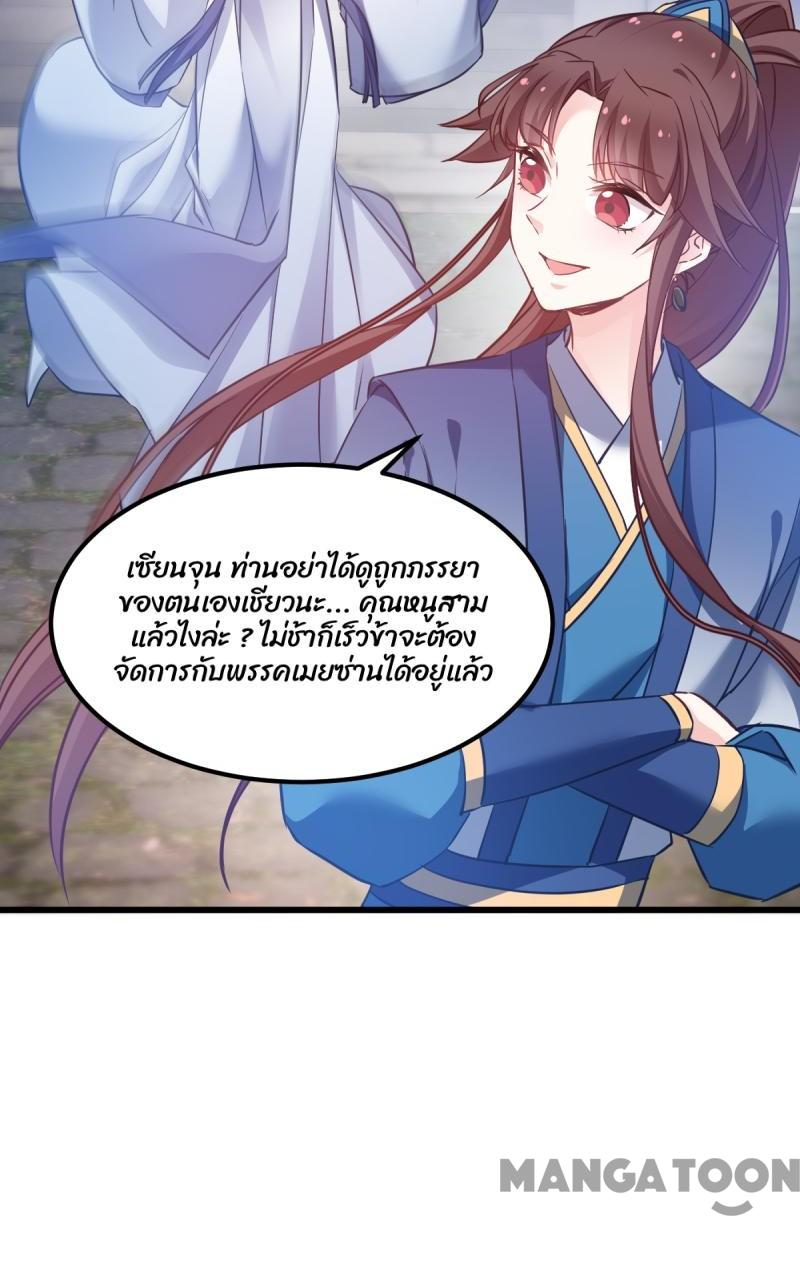 เซียนจุน ท่านอย่าได้ดูถูกภรรยา
ของตนเองเชียวนะ... คุณหนูสาม
แล้วไงล่ะ ? ไม่ช้าก็เร็วข้าจะต้อง
จัดการกับพรรคเมยซ่านได้อยู่แล้ว
MANGATOON